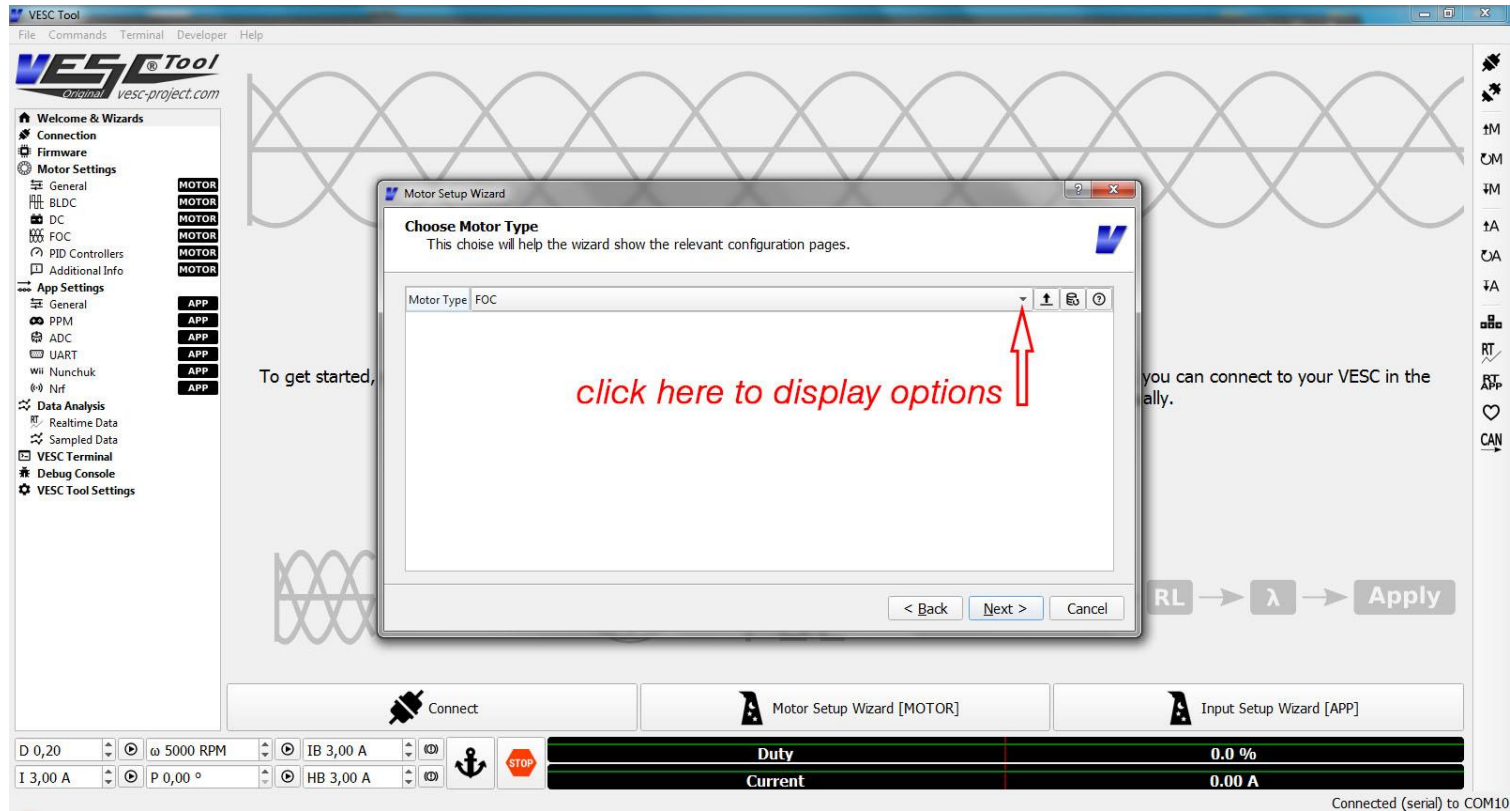 VESC Tool
File Commands Terminal Developer Help
VESC ® Tool
Original vesc-project.com
Welcome & Wizards
Connection
Firmware
Motor Settings
General MOTOR
BLDC MOTOR
DC MOTOR
FOC MOTOR
PID Controllers MOTOR
Additional Info MOTOR
App Settings
General APP
PPM APP
ADC APP
UART APP
Wii Nunchuk APP
Nrf APP
Data Analysis
RT Realtime Data
Sampled Data
VESC Terminal
Debug Console
VESC Tool Settings
To get started,
you can connect to your VESC in the
ally.
Motor Setup Wizard
Choose Motor Type
This choise will help the wizard show the relevant configuration pages.
Motor Type FOC
click here to display options
< Back Next > Cancel
RL λ Apply
Connect Motor Setup Wizard [MOTOR] Input Setup Wizard [APP]
D 0,20 ω 5000 RPM IB 3,00 A STOP Duty 0.0 %
I 3,00 A P 0,00 ° HB 3,00 A Current 0.00 A
Connected (serial) to COM10
M
M
M
A
A
A
RT
RT
APP
CAN